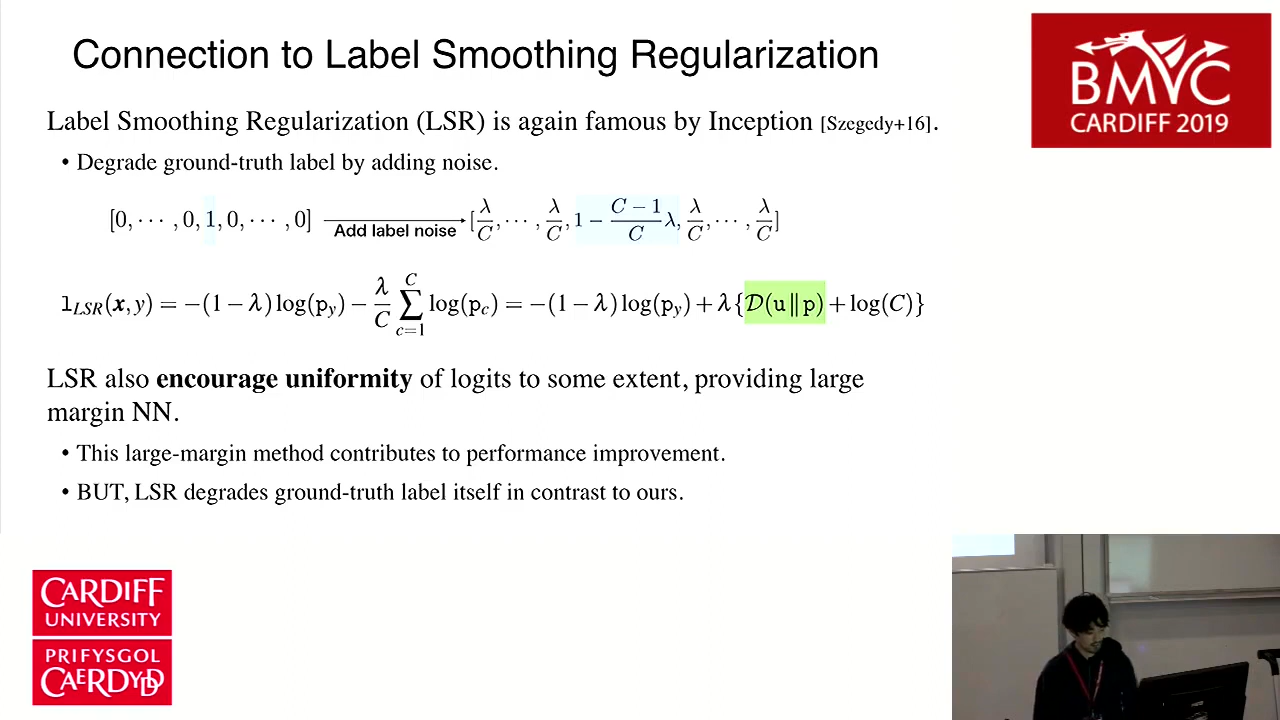 Connection to Label Smoothing Regularization
BMVC
CARDIFF 2019
Label Smoothing Regularization (LSR) is again famous by Inception [Szegedy+16].
• Degrade ground-truth label by adding noise.
[0, ⋯ , 0, 1, 0, ⋯ , 0] Add label noise [λ/C, ⋯ , λ/C, 1 − (C−1)/C λ, λ/C, ⋯ , λ/C]
l_LSR(x, y) = −(1 − λ) log(p_y) − λ/C ∑_{c=1}^{C} log(p_c) = −(1 − λ) log(p_y) + λ{D(u‖p) + log(C)}
LSR also encourage uniformity of logits to some extent, providing large
margin NN.
• This large-margin method contributes to performance improvement.
• BUT, LSR degrades ground-truth label itself in contrast to ours.
CARDIFF
UNIVERSITY
PRIFYSGOL
CAERDYDD